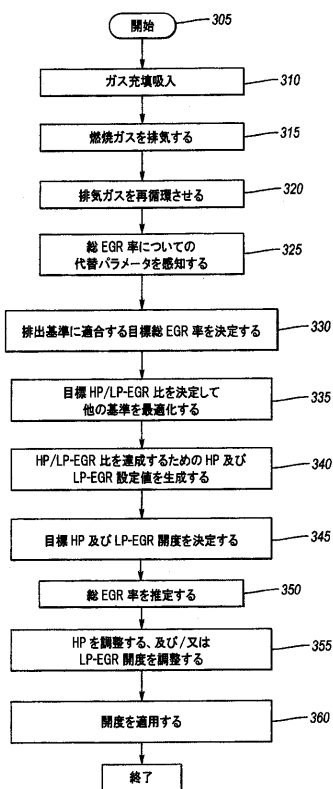 開始
305
ガス充填吸入
310
燃焼ガスを排気する
315
排気ガスを再循環させる
320
総 EGR 率についての
代替パラメータを感知する
325
排出基準に適合する目標総 EGR 率を決定する
330
目標 HP/LP-EGR 比を決定して
他の基準を最適化する
335
HP/LP-EGR 比を達成するための HP 及び
LP-EGR 設定値を生成する
340
目標 HP 及び LP-EGR 開度を決定する
345
総 EGR 率を推定する
350
HP を調整する、及び/又は
LP-EGR 開度を調整する
355
開度を適用する
360
終了